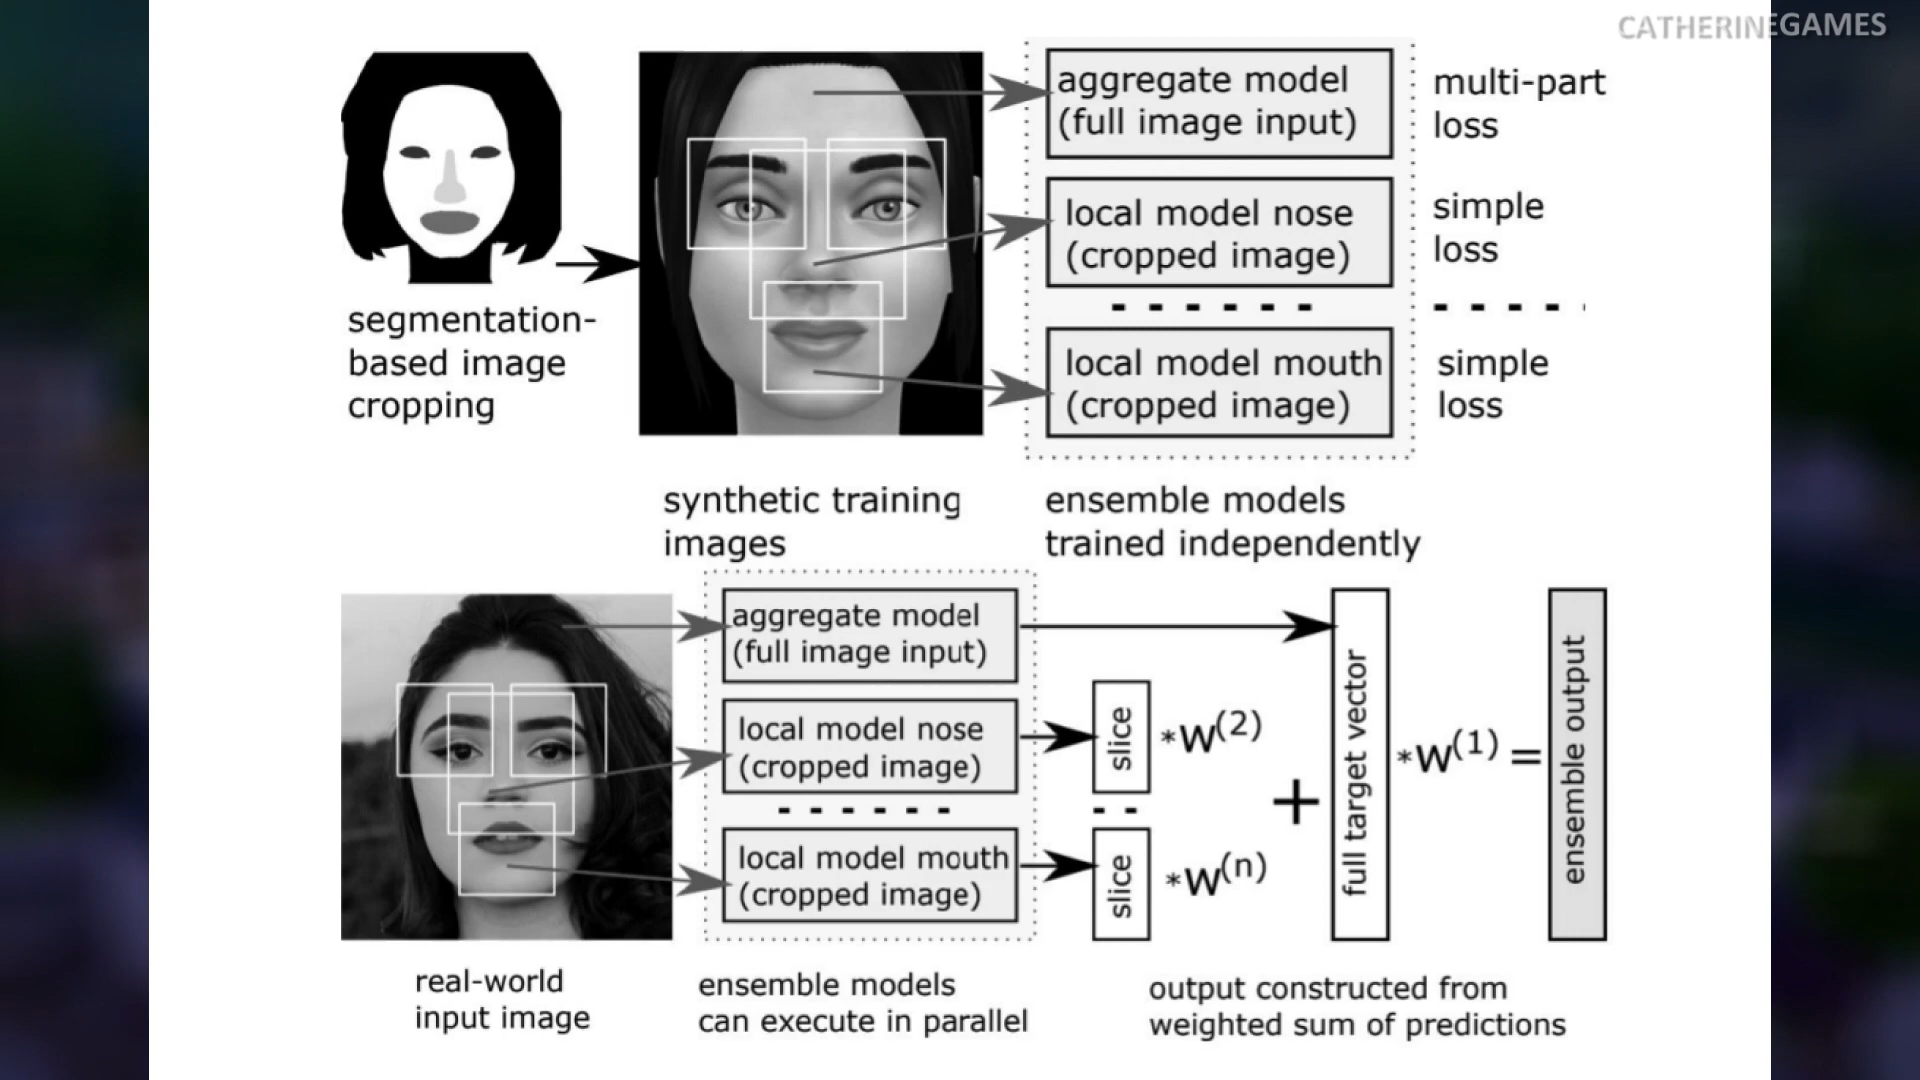 CATHERINEGAMES
aggregate model
(full image input)
multi-part
loss
local model nose
(cropped image)
simple
loss
local model mouth
(cropped image)
simple
loss
segmentation-
based image
cropping
synthetic training
images
ensemble models
trained independently
aggregate model
(full image input)
local model nose
(cropped image)
local model mouth
(cropped image)
slice
*w(2)
slice
*w(n)
+
full target vector
*w(1) =
ensemble output
real-world
input image
ensemble models
can execute in parallel
output constructed from
weighted sum of predictions